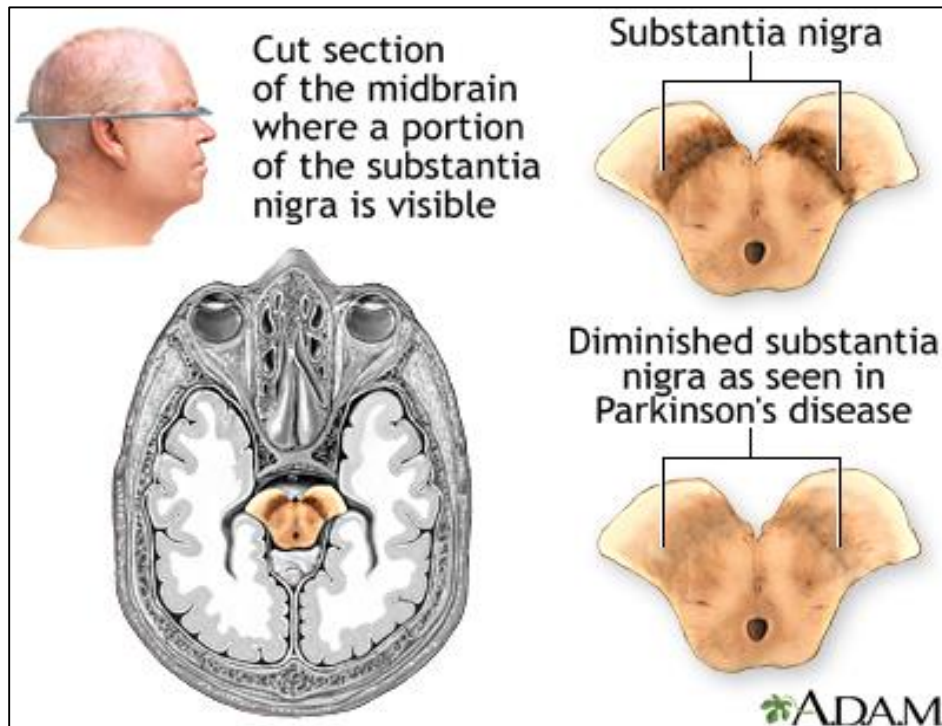 Cut section
of the midbrain
where a portion
of the substantia
nigra is visible
Substantia nigra
Diminished substantia
nigra as seen in
Parkinson's disease
A.D.A.M